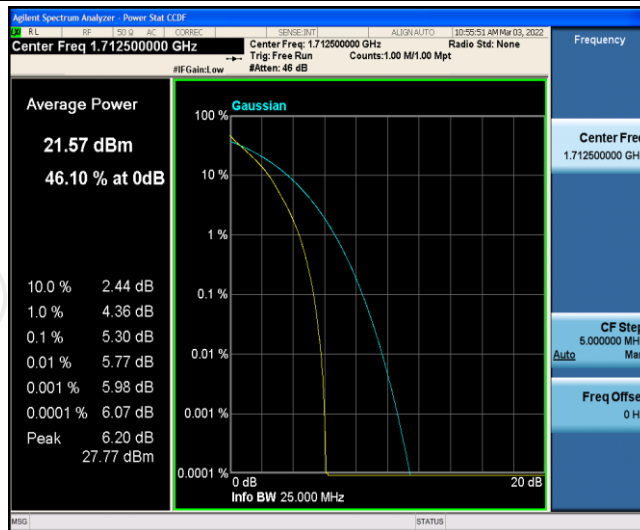 Agilent Spectrum Analyzer - Power Stat CCDF
RL RF 50 Ω AC CORREC SENSE:INT ALIGN AUTO 10:55:51 AM Mar 03, 2022
Center Freq 1.712500000 GHz
Center Freq: 1.712500000 GHz Radio Std: None
Trig: Free Run Counts:1.00 M/1.00 Mpt
#IFGain:Low #Atten: 46 dB
Frequency
Average Power
21.57 dBm
46.10 % at 0dB
10.0 % 2.44 dB
1.0 % 4.36 dB
0.1 % 5.30 dB
0.01 % 5.77 dB
0.001 % 5.98 dB
0.0001 % 6.07 dB
Peak 6.20 dB
27.77 dBm
Gaussian
100 %
10 %
1 %
0.1 %
0.01 %
0.001 %
0.0001 %
0 dB 20 dB
Info BW 25.000 MHz
Center Fre
1.712500000 GH
CF Step
5.000000 MH
Auto Ma
Freq Offse
0 H
MSG STATUS